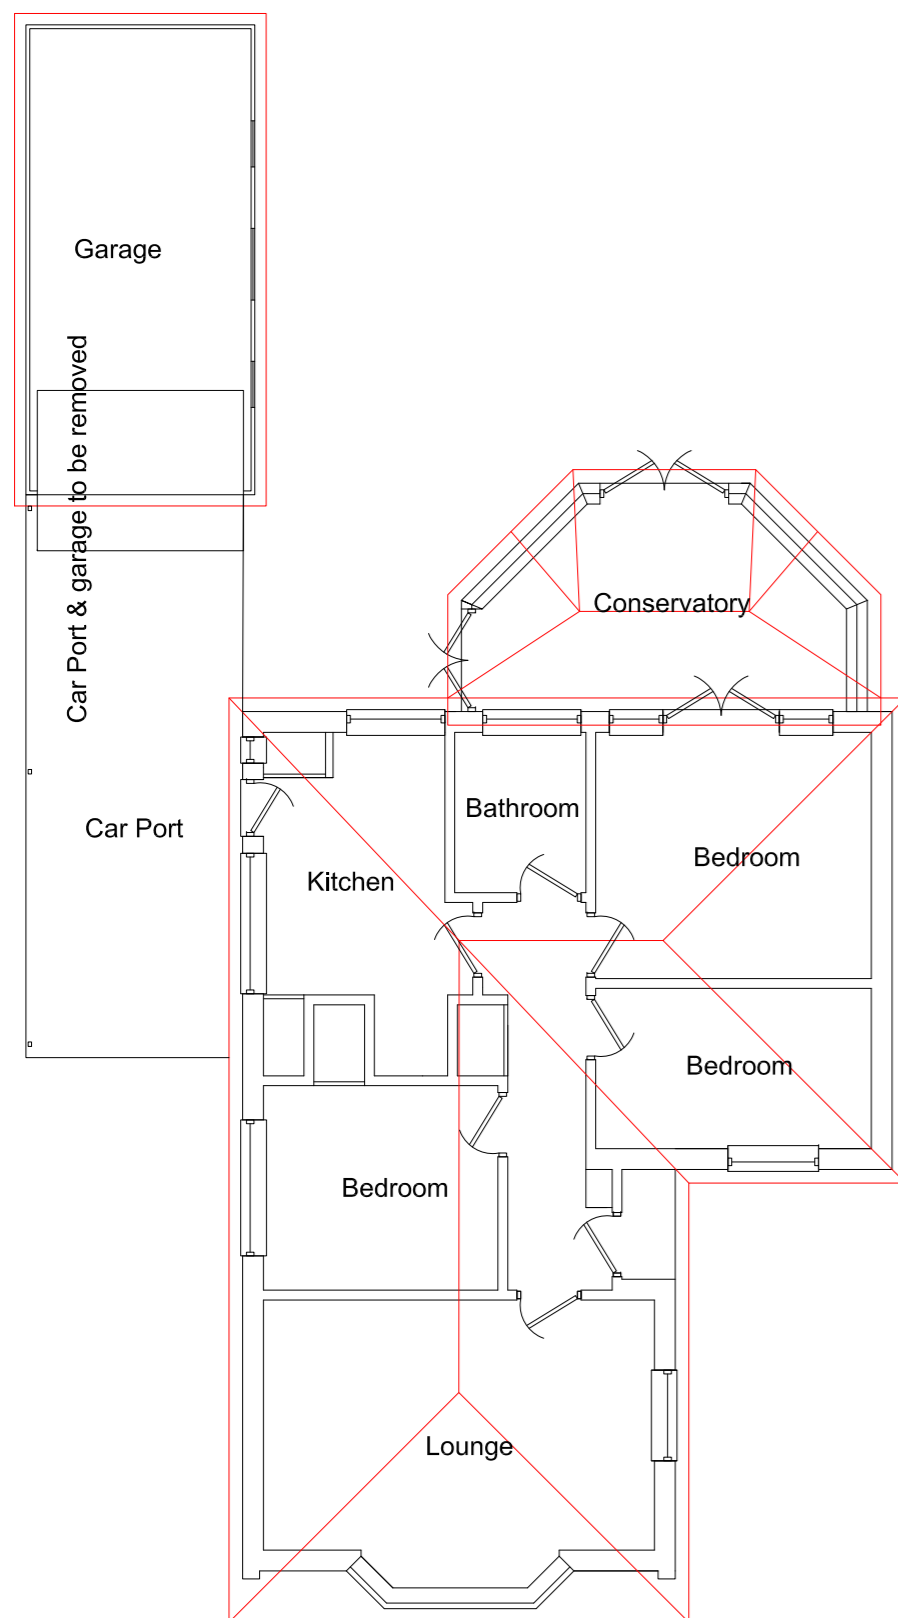 Garage
Car Port & garage to be removed
Conservatory
Bathroom
Car Port
Bedroom
Kitchen
Bedroom
Bedroom
Lounge